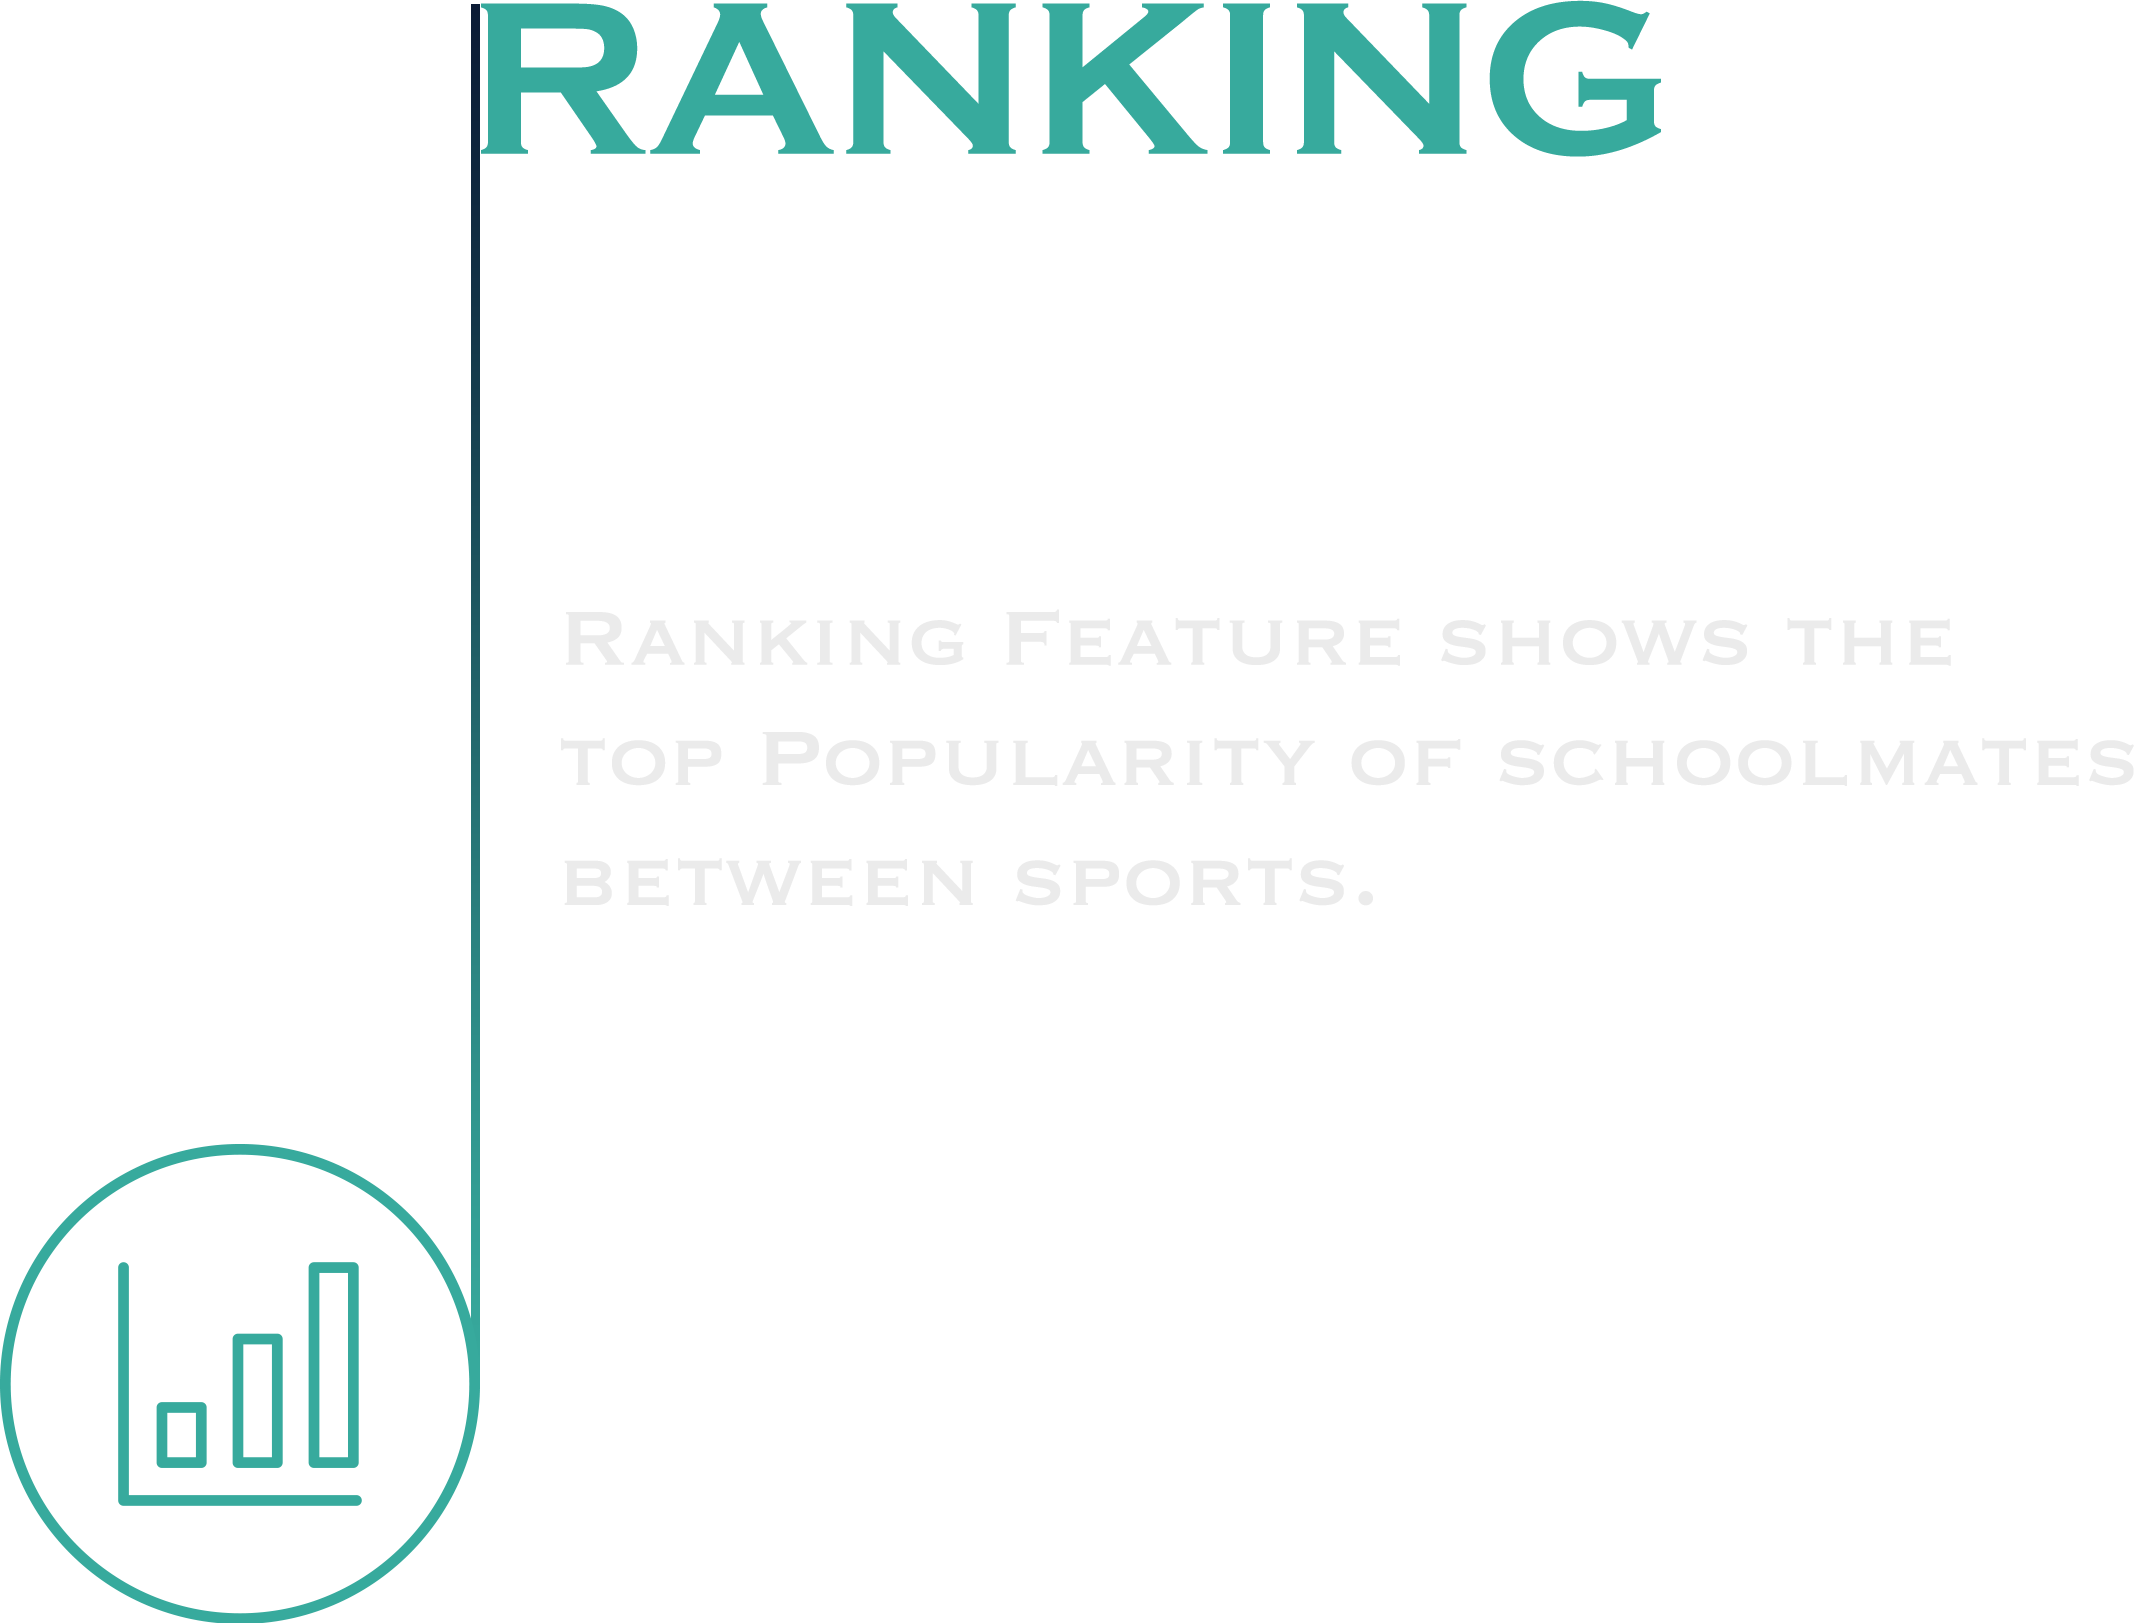 RANKING
Ranking Feature shows the
top Popularity of schoolmates
between sports.